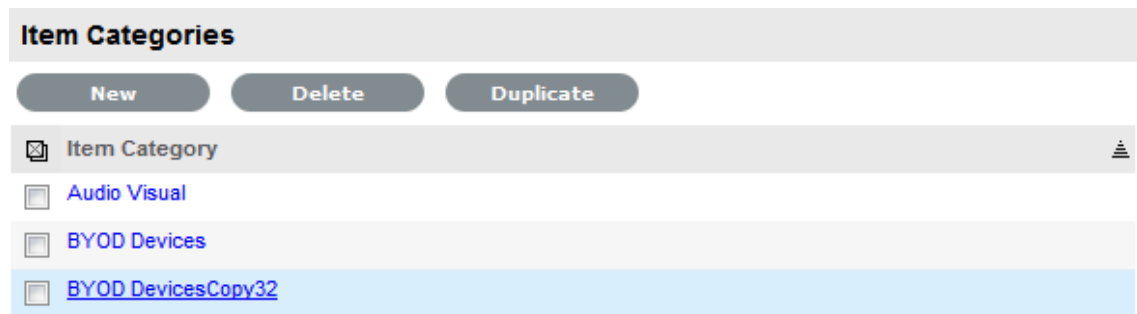 Item Categories
New Delete Duplicate
Item Category
Audio Visual
BYOD Devices
BYOD DevicesCopy32